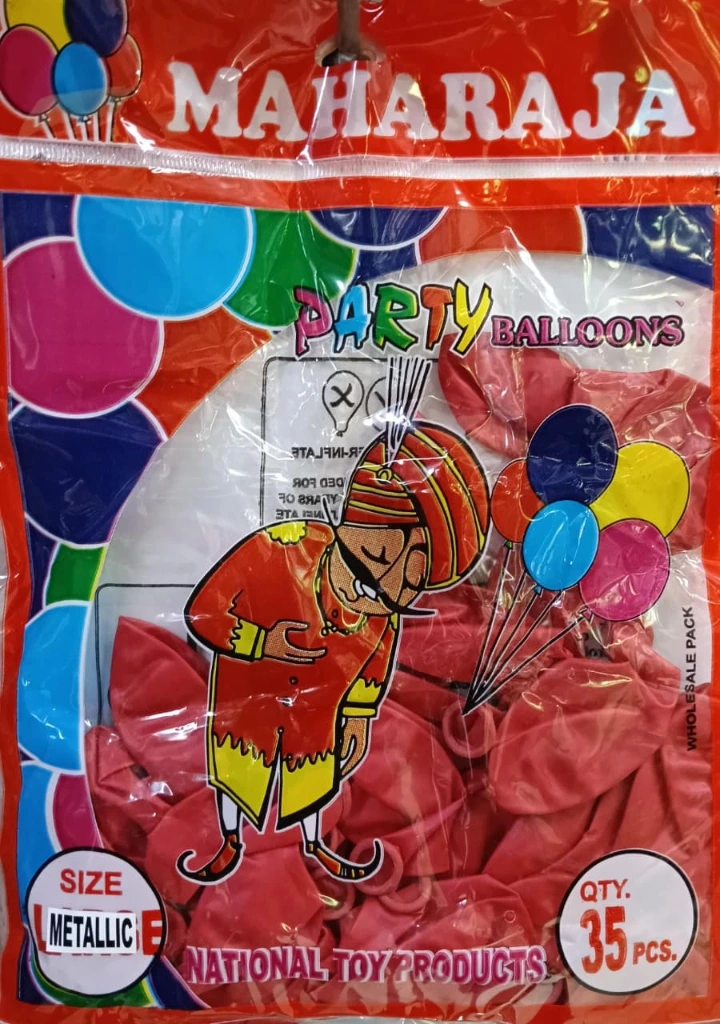 MAHARAJA
PARTY BALLOONS
WHOLESALE PACK
SIZE
METALLIC
QTY.
35 PCS.
NATIONAL TOY PRODUCTS